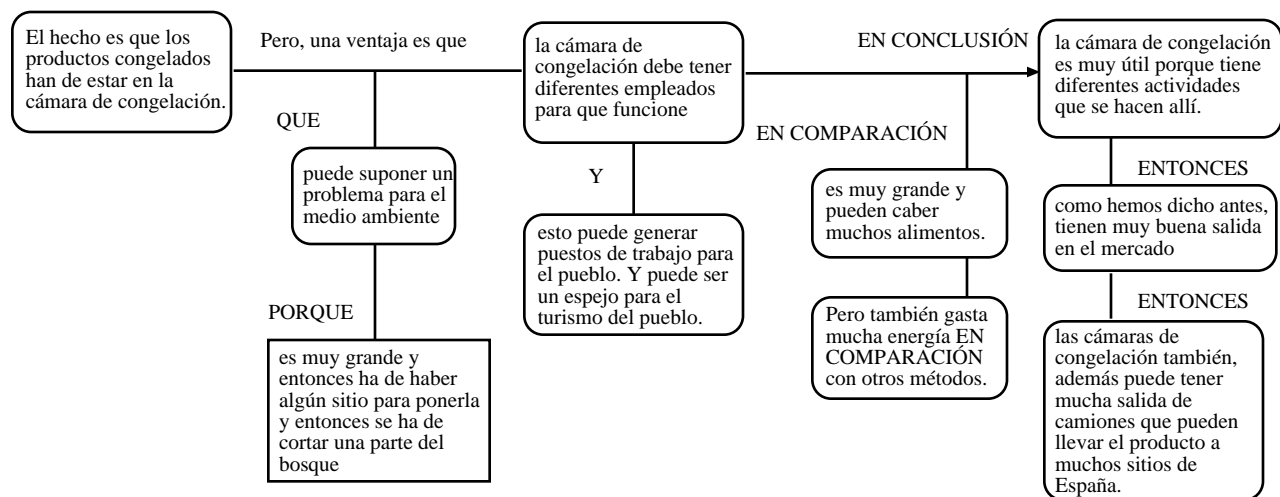 El hecho es que los
productos congelados
han de estar en la
cámara de congelación.
Pero, una ventaja es que
la cámara de
congelación debe tener
diferentes empleados
para que funcione
EN CONCLUSIÓN
la cámara de congelación
es muy útil porque tiene
diferentes actividades
que se hacen allí.
QUE
puede suponer un
problema para el
medio ambiente
PORQUE
es muy grande y
entonces ha de haber
algún sitio para ponerla
y entonces se ha de
cortar una parte del
bosque
Y
esto puede generar
puestos de trabajo para
el pueblo. Y puede ser
un espejo para el
turismo del pueblo.
EN COMPARACIÓN
es muy grande y
pueden caber
muchos alimentos.
Pero también gasta
mucha energía EN
COMPARACIÓN
con otros métodos.
ENTONCES
como hemos dicho antes,
tienen muy buena salida
en el mercado
ENTONCES
las cámaras de
congelación también,
además puede tener
mucha salida de
camiones que pueden
llevar el producto a
muchos sitios de
España.